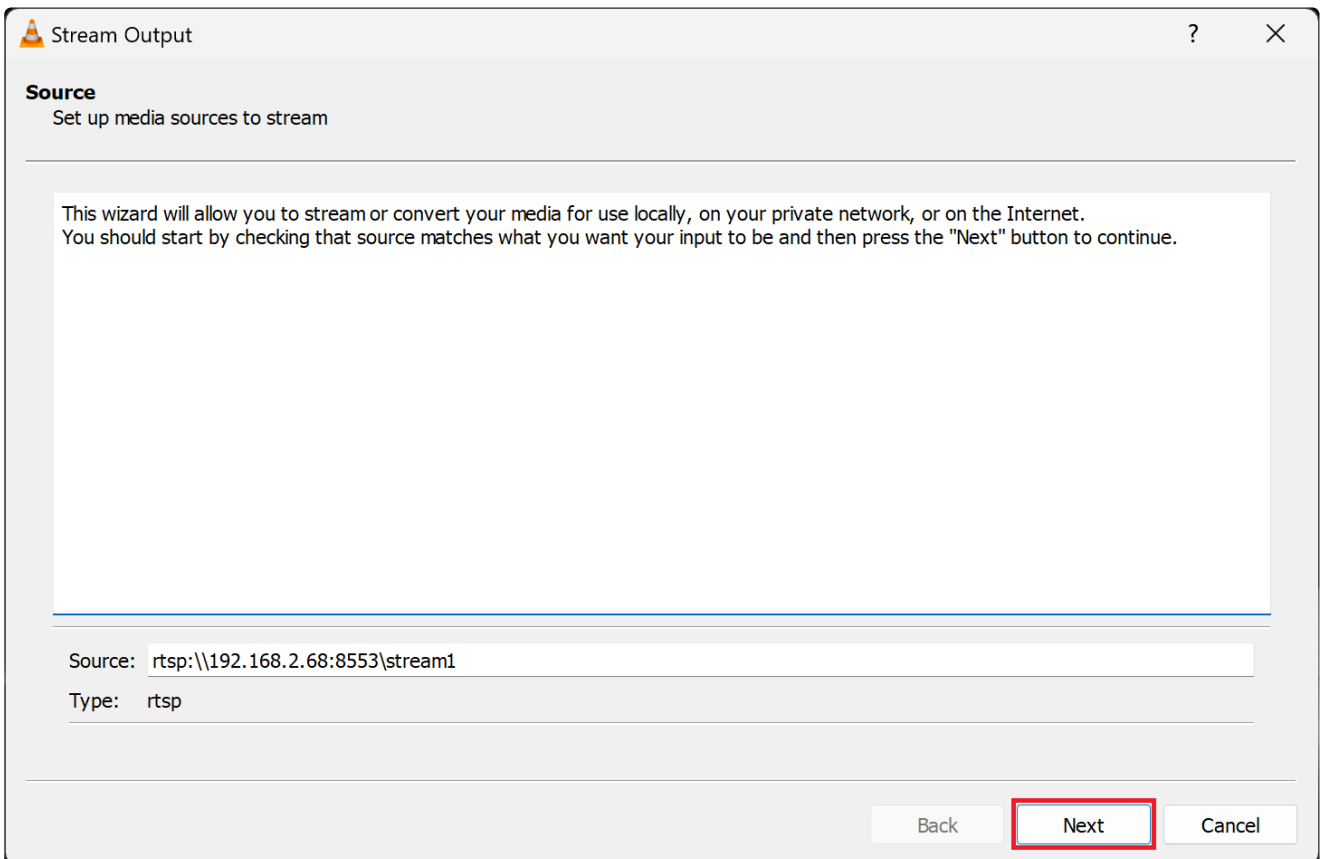 Stream Output
?
Source
Set up media sources to stream
This wizard will allow you to stream or convert your media for use locally, on your private network, or on the Internet.
You should start by checking that source matches what you want your input to be and then press the "Next" button to continue.
Source: rtsp:\\192.168.2.68:8553\stream1
Type: rtsp
Back Next Cancel